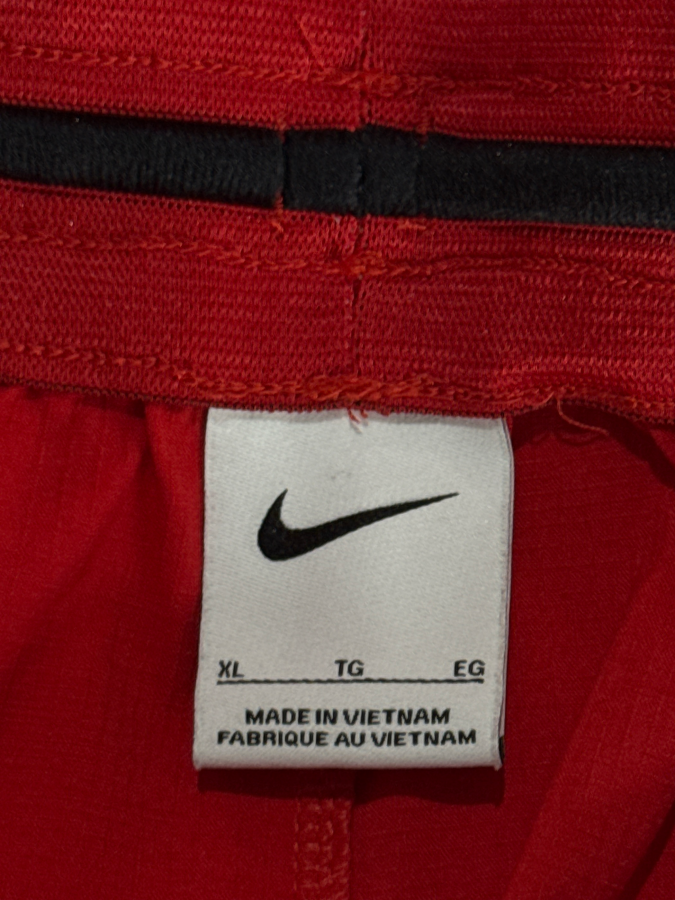 XL TG EG
MADE IN VIETNAM
FABRIQUE AU VIETNAM